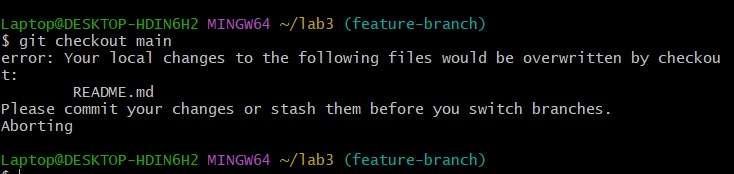 Laptop@DESKTOP-HDIN6H2 MINGW64 ~/lab3 (feature-branch)
$ git checkout main
error: Your local changes to the following files would be overwritten by checkou
t:
        README.md
Please commit your changes or stash them before you switch branches.
Aborting
Laptop@DESKTOP-HDIN6H2 MINGW64 ~/lab3 (feature-branch)
$